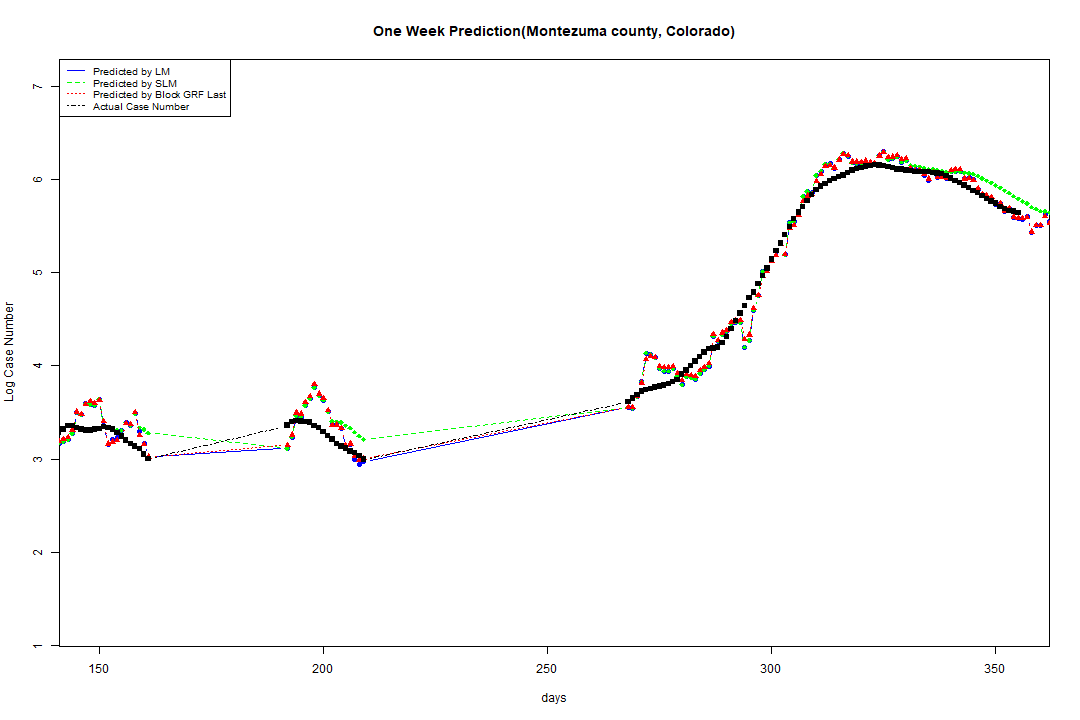 One Week Prediction(Montezuma county, Colorado)
Predicted by LM
Predicted by SLM
Predicted by Block GRF Last
Actual Case Number
Log Case Number
7
6
5
4
3
2
1
150 200 250 300 350
days